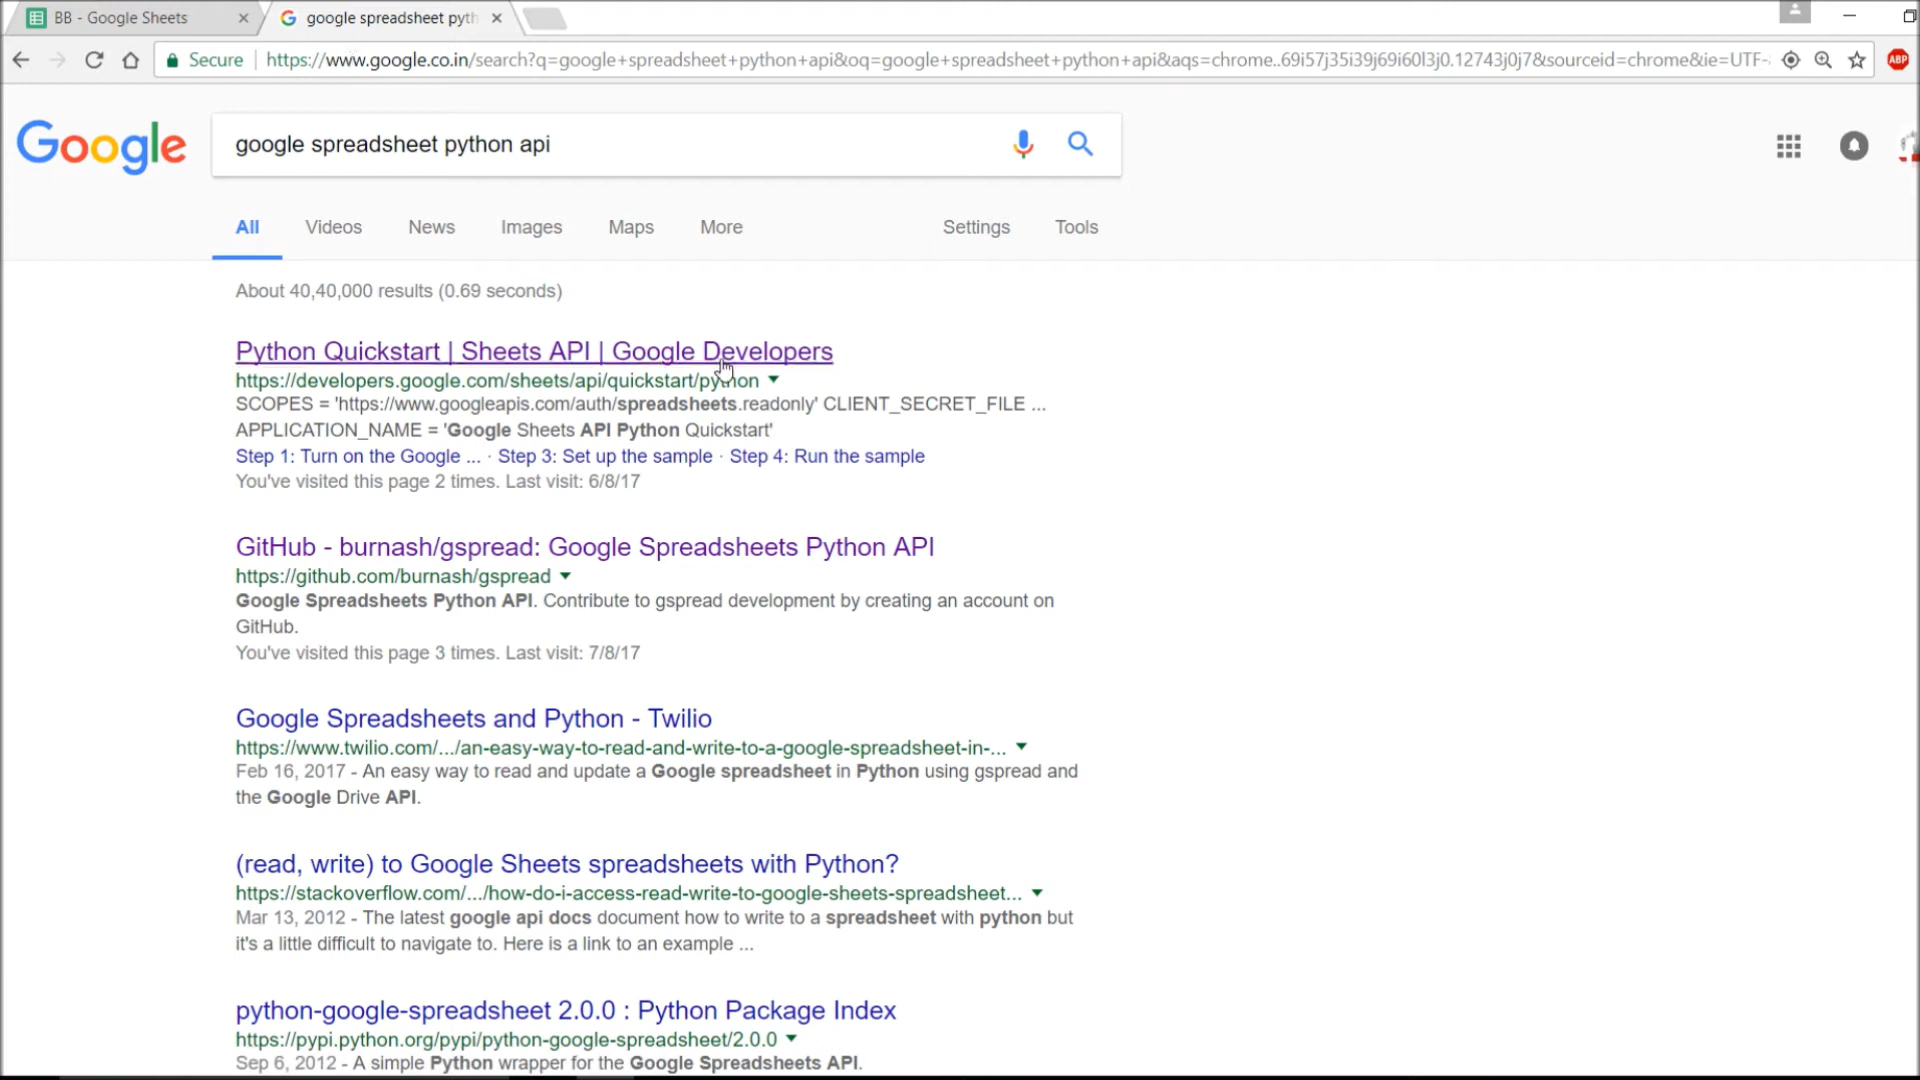 BB - Google Sheets
google spreadsheet pyth
Secure
https://www.google.co.in/search?q=google+spreadsheet+python+api&oq=google+spreadsheet+python+api&aqs=chrome..69i57j35i39j69i60l3j0.12743j0j7&sourceid=chrome&ie=UTF-
ABP
Google
google spreadsheet python api
All Videos News Images Maps More Settings Tools
About 40,40,000 results (0.69 seconds)
Python Quickstart | Sheets API | Google Developers
https://developers.google.com/sheets/api/quickstart/python
SCOPES = 'https://www.googleapis.com/auth/spreadsheets.readonly' CLIENT_SECRET_FILE ...
APPLICATION_NAME = 'Google Sheets API Python Quickstart'
Step 1: Turn on the Google ... · Step 3: Set up the sample · Step 4: Run the sample
You've visited this page 2 times. Last visit: 6/8/17
GitHub - burnash/gspread: Google Spreadsheets Python API
https://github.com/burnash/gspread
Google Spreadsheets Python API. Contribute to gspread development by creating an account on
GitHub.
You've visited this page 3 times. Last visit: 7/8/17
Google Spreadsheets and Python - Twilio
https://www.twilio.com/.../an-easy-way-to-read-and-write-to-a-google-spreadsheet-in-...
Feb 16, 2017 - An easy way to read and update a Google spreadsheet in Python using gspread and
the Google Drive API.
(read, write) to Google Sheets spreadsheets with Python?
https://stackoverflow.com/.../how-do-i-access-read-write-to-google-sheets-spreadsheet...
Mar 13, 2012 - The latest google api docs document how to write to a spreadsheet with python but
it's a little difficult to navigate to. Here is a link to an example ...
python-google-spreadsheet 2.0.0 : Python Package Index
https://pypi.python.org/pypi/python-google-spreadsheet/2.0.0
Sep 6, 2012 - A simple Python wrapper for the Google Spreadsheets API.